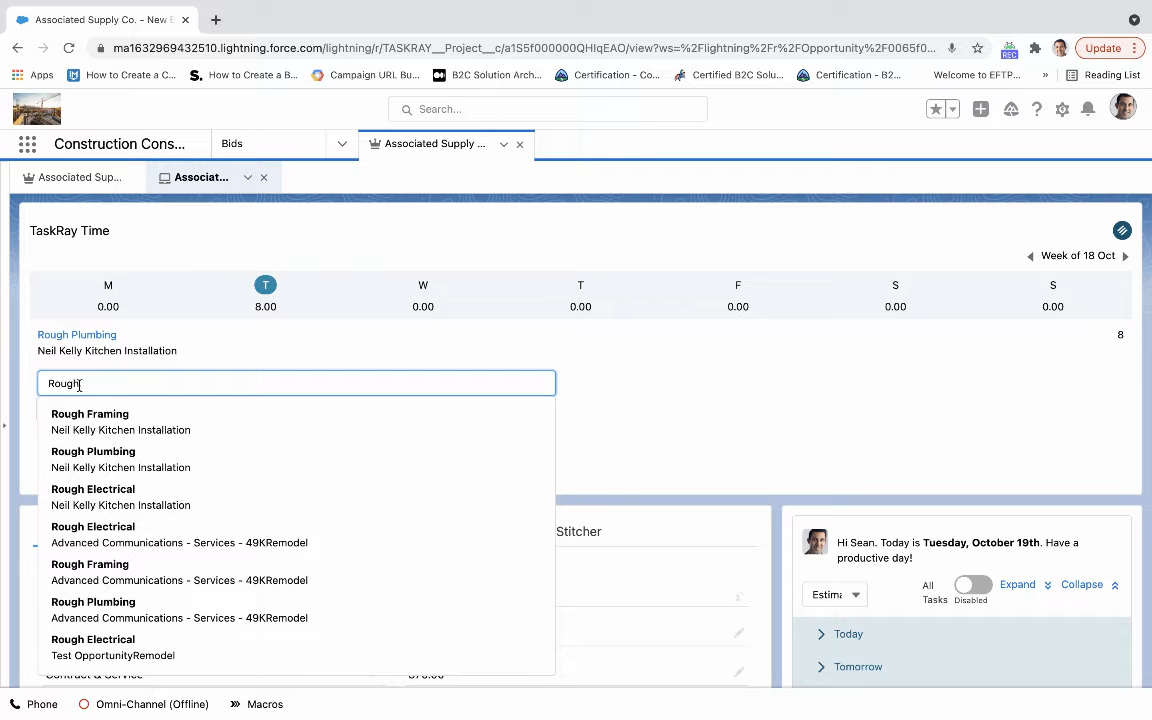 Associated Supply Co. - New B
ma1632969432510.lightning.force.com/lightning/r/TASKRAY__Project__c/a1S5f000000QHIqEAO/view?ws=%2Flightning%2Fr%2FOpportunity%2F0065f0...
REC
Update
Apps
How to Create a C...
How to Create a B...
Campaign URL Bu...
B2C Solution Arch...
Certification - Co...
Certified B2C Solu...
Certification - B2...
Welcome to EFTP...
»
Reading List
Search...
Construction Cons...
Bids
Associated Supply ...
Associated Sup...
Associat...
TaskRay Time
Week of 18 Oct
M T W T F S S
0.00 8.00 0.00 0.00 0.00 0.00 0.00
Rough Plumbing
8
Neil Kelly Kitchen Installation
Rough
Rough Framing
Neil Kelly Kitchen Installation
Rough Plumbing
Neil Kelly Kitchen Installation
Rough Electrical
Neil Kelly Kitchen Installation
Rough Electrical
Advanced Communications - Services - 49KRemodel
Rough Framing
Advanced Communications - Services - 49KRemodel
Rough Plumbing
Advanced Communications - Services - 49KRemodel
Rough Electrical
Test OpportunityRemodel
Contract & Service
Stitcher
Hi Sean. Today is Tuesday, October 19th. Have a
productive day!
Estima
All
Tasks
Disabled
Expand
Collapse
Today
Tomorrow
Phone
Omni-Channel (Offline)
Macros